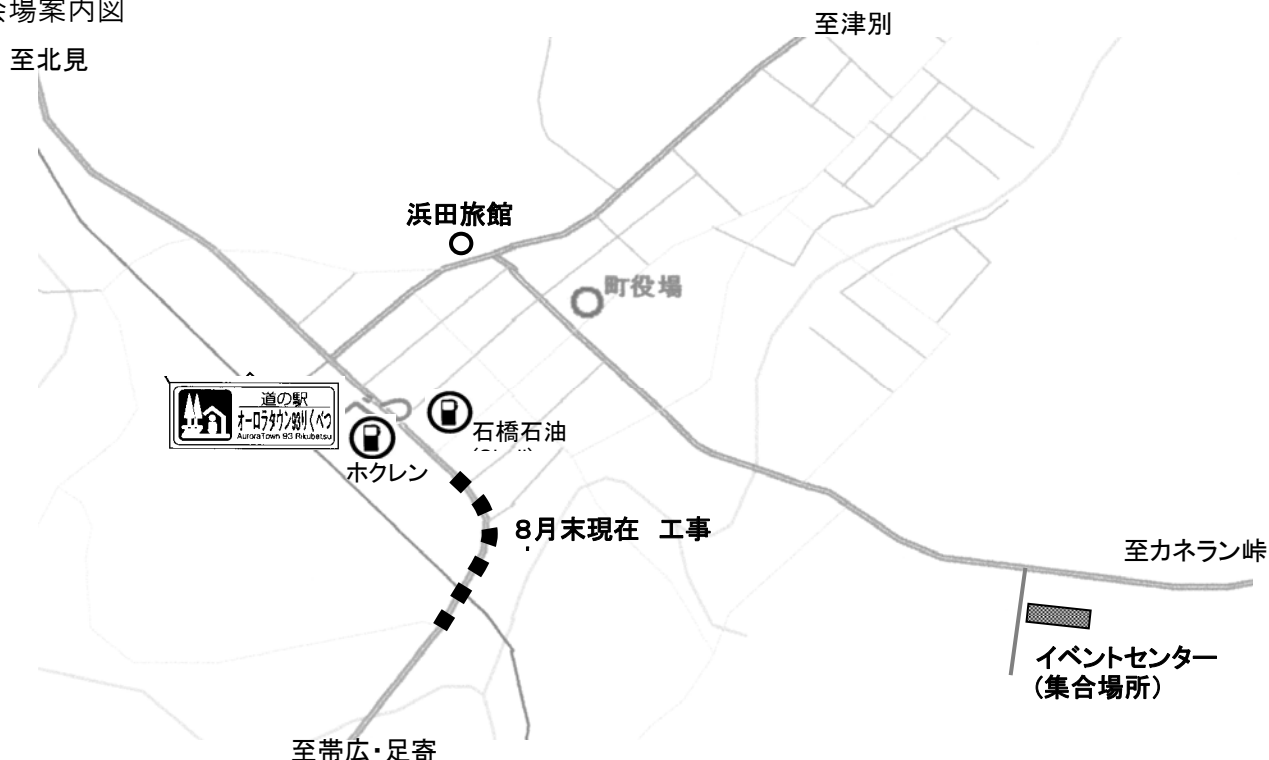 会場案内図
至津別
至北見
浜田旅館
町役場
道の駅
オーロラタウン93りくべつ
AuroraTown 93 Rikubetsu
石橋石油
ホクレン
8月末現在 工事
至カネラン峠
イベントセンター
(集合場所)
至帯広・足寄